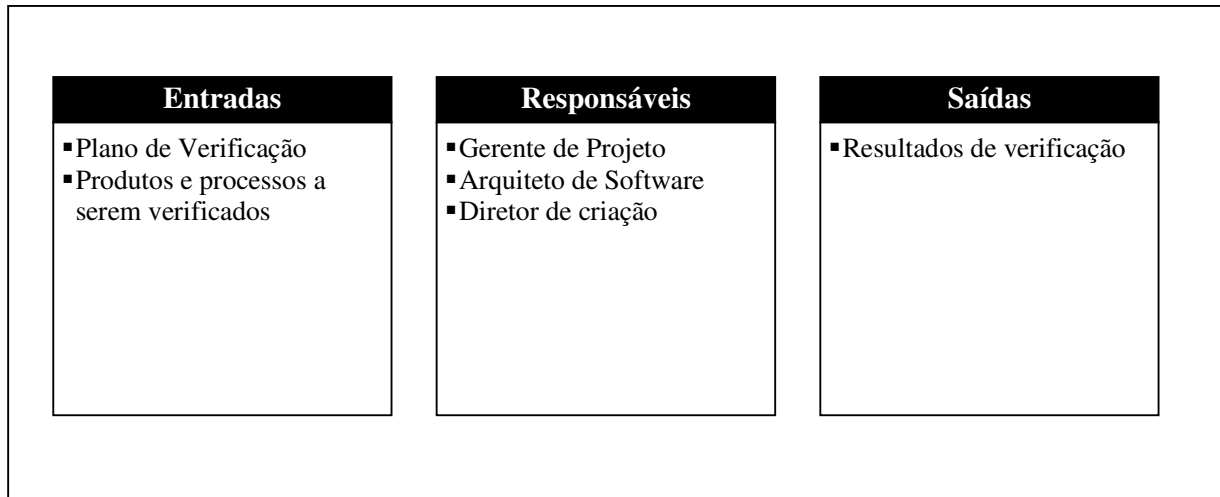 Entradas
▪Plano de Verificação
▪Produtos e processos a
serem verificados
Responsáveis
▪Gerente de Projeto
▪Arquiteto de Software
▪Diretor de criação
Saídas
▪Resultados de verificação